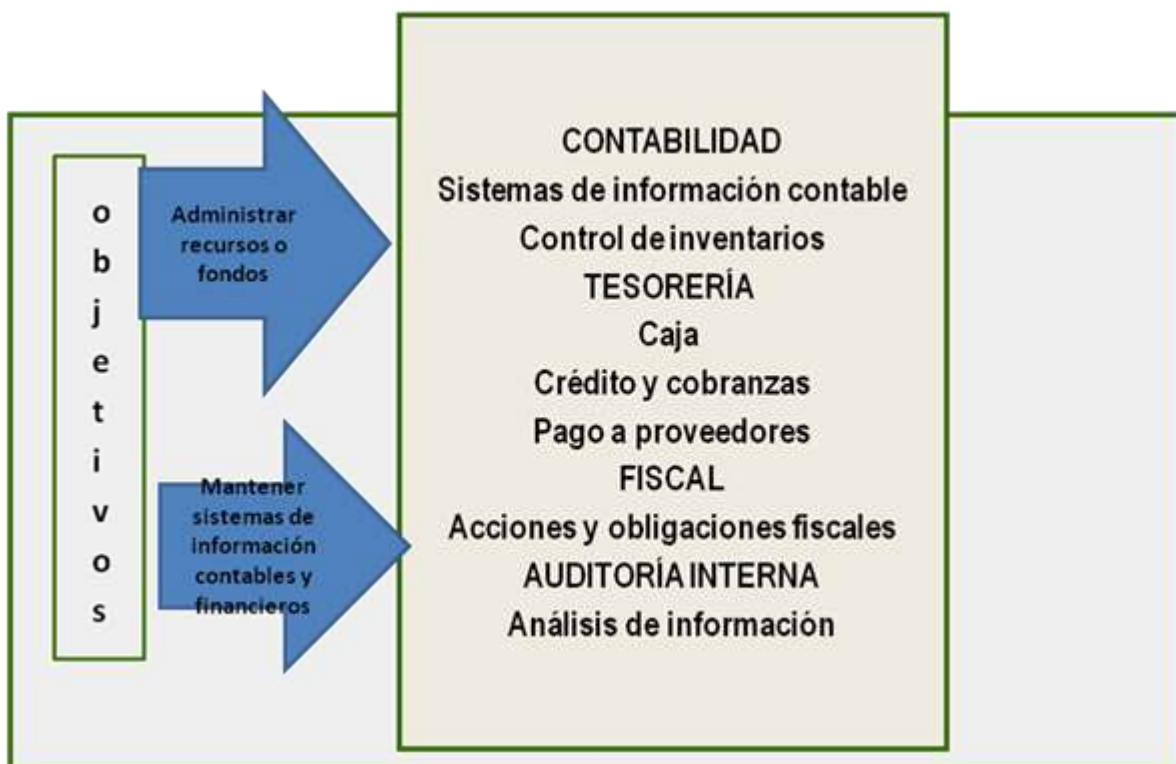 objetivos
Administrar
recursos o
fondos
Mantener
sistemas de
información
contables y
financieros
CONTABILIDAD
Sistemas de información contable
Control de inventarios
TESORERÍA
Caja
Crédito y cobranzas
Pago a proveedores
FISCAL
Acciones y obligaciones fiscales
AUDITORÍA INTERNA
Análisis de información